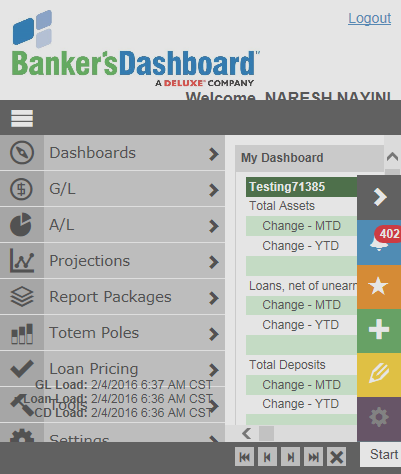 Logout
Banker's Dashboard™
A DELUXE® COMPANY
Welcome, NARESH NAYINI
Dashboards
G/L
A/L
Projections
Report Packages
Totem Poles
Loan Pricing
GL Load: 2/4/2016 6:37 AM CST
Loan Load: 2/4/2016 6:36 AM CST
Tools
CD Load: 2/4/2016 6:36 AM CST
Settings
My Dashboard
Testing71385
Total Assets
Change - MTD
Change - YTD
Loans, net of unearn
Change - MTD
Change - YTD
Total Deposits
Change - MTD
Change - YTD
402
Start